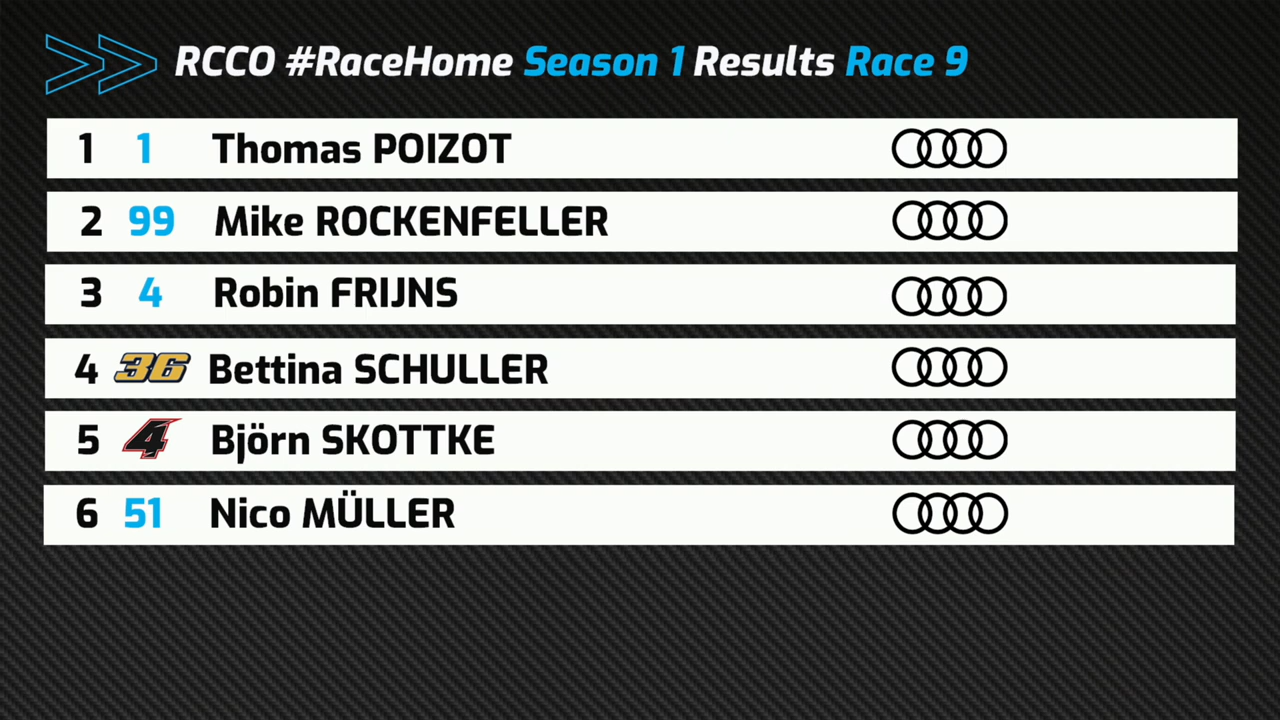 RCCO #RaceHome Season 1 Results Race 9
1 1 Thomas POIZOT
2 99 Mike ROCKENFELLER
3 4 Robin FRIJNS
4 36 Bettina SCHULLER
5 4 Björn SKOTTKE
6 51 Nico MÜLLER